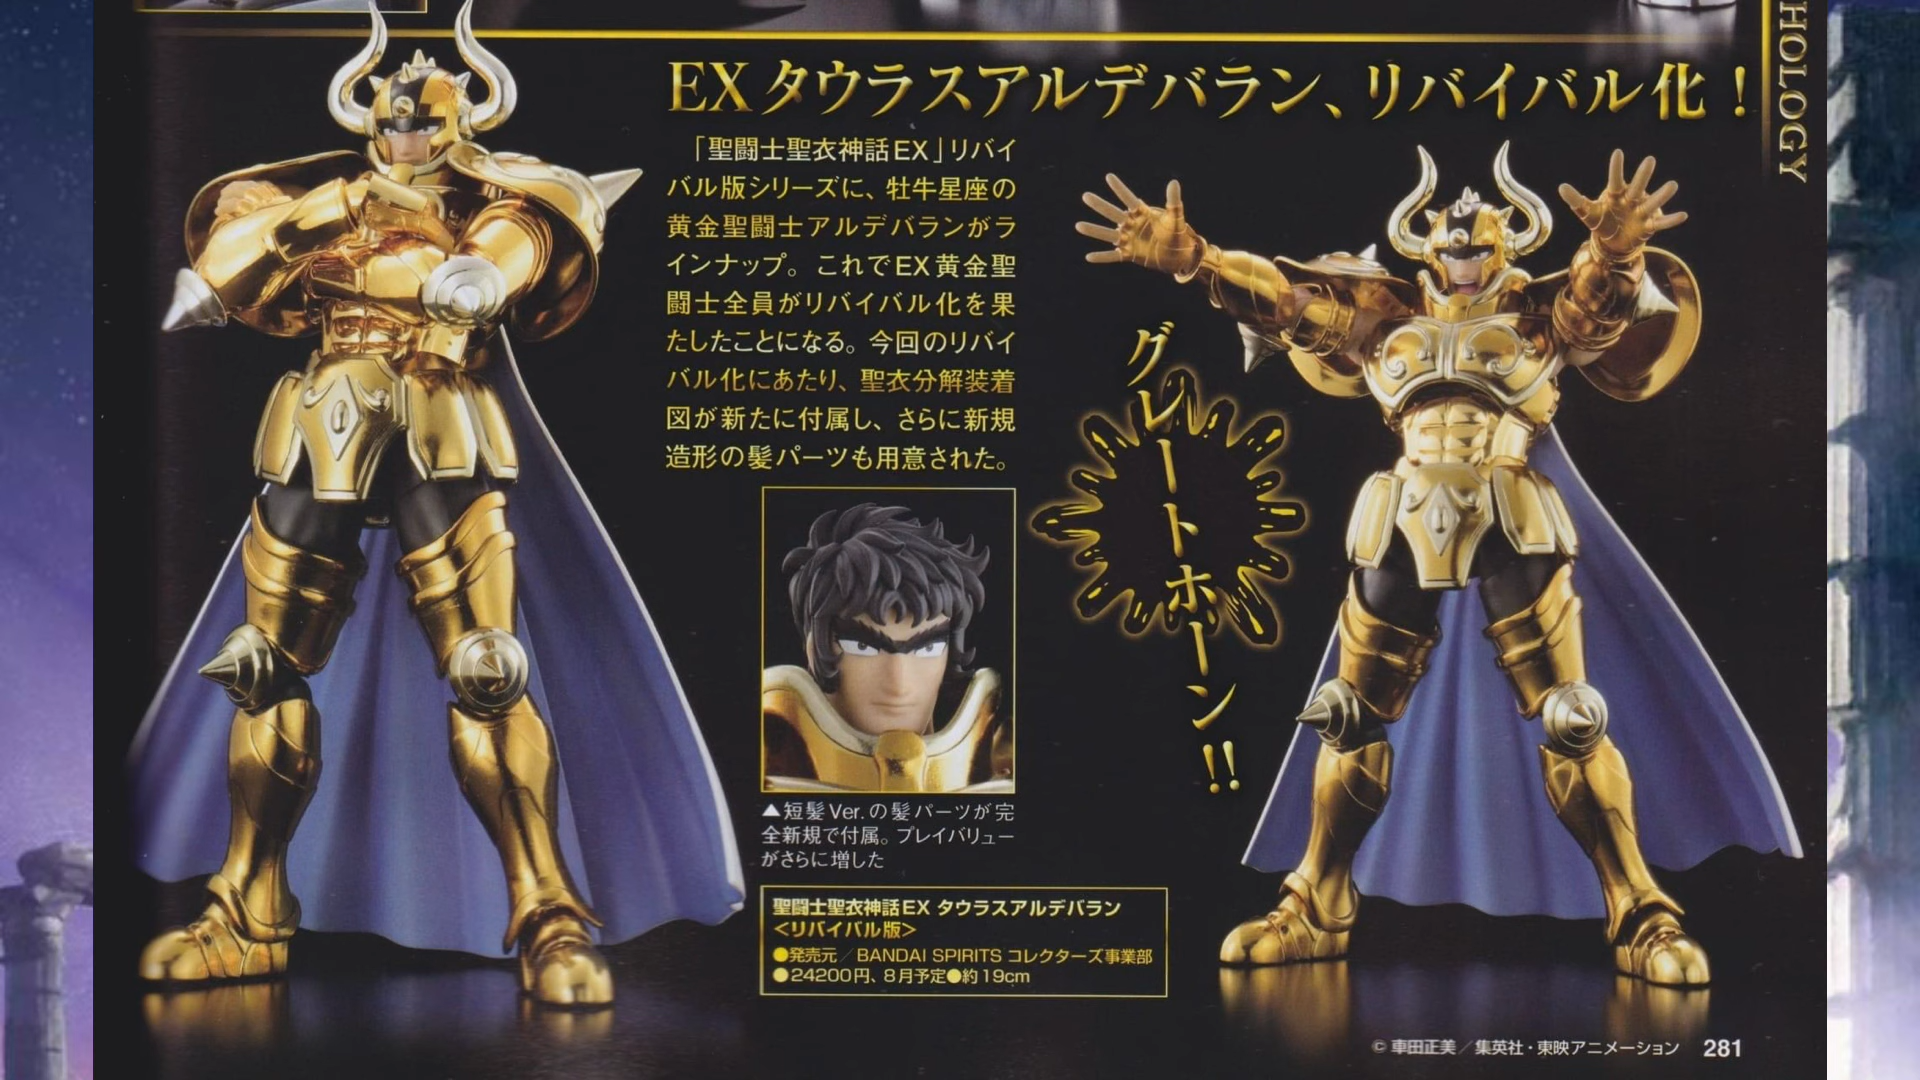 HOLOGY
EXタウラスアルデバラン、リバイバル化！
「聖闘士聖衣神話EX」リバイ
バル版シリーズに、牡牛星座の
黄金聖闘士アルデバランがラ
インナップ。これでEX黄金聖
闘士全員がリバイバル化を果
たしたことになる。今回のリバイ
バル化にあたり、聖衣分解装着
図が新たに付属し、さらに新規
造形の髪パーツも用意された。
グレートホーン!!
▲短髪Ver.の髪パーツが完
全新規で付属。プレイバリュー
がさらに増した
聖闘士聖衣神話EX タウラスアルデバラン
＜リバイバル版＞
●発売元／BANDAI SPIRITS コレクターズ事業部
●24200円、8月予定●約19cm
©車田正美／集英社・東映アニメーション 281